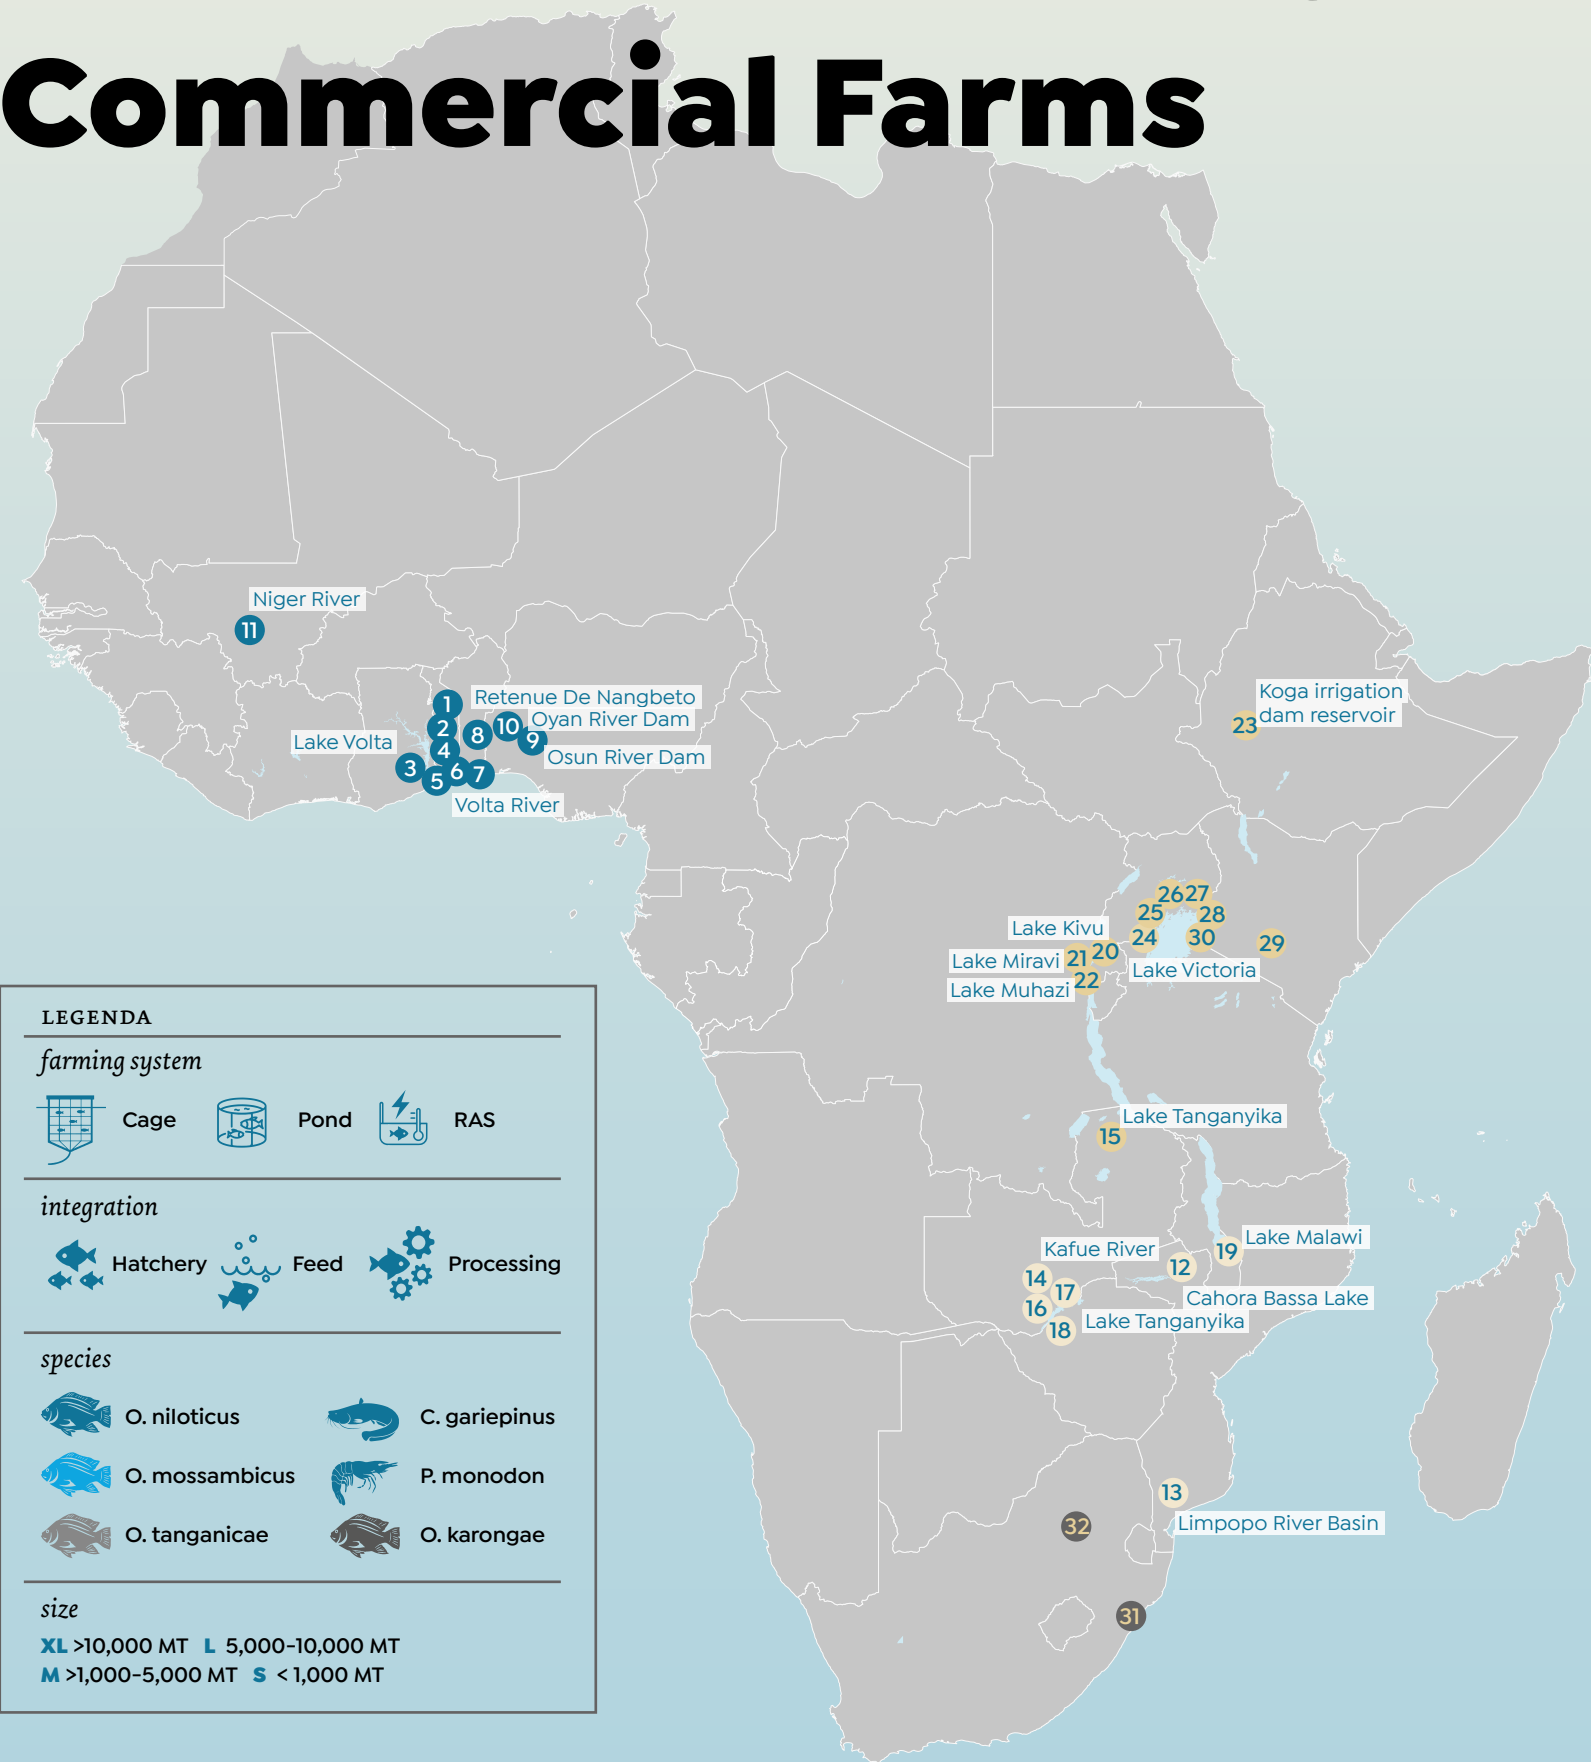 Commercial Farms
Niger River
11
1
Retenue De Nangbeto
2
8
10
Oyan River Dam
9
Lake Volta
4
Osun River Dam
3
5
6
7
Volta River
Koga irrigation
23
dam reservoir
26
27
25
28
Lake Kivu
24
30
29
Lake Miravi
21
20
Lake Victoria
22
Lake Muhazi
Lake Tanganyika
15
Kafue River
19
Lake Malawi
12
14
17
Cahora Bassa Lake
16
18
Lake Tanganyika
13
Limpopo River Basin
32
31
LEGENDA
farming system
Cage
Pond
RAS
integration
Hatchery
Feed
Processing
species
O. niloticus
C. gariepinus
O. mossambicus
P. monodon
O. tanganicae
O. karongae
size
XL >10,000 MT L 5,000-10,000 MT
M >1,000-5,000 MT S < 1,000 MT